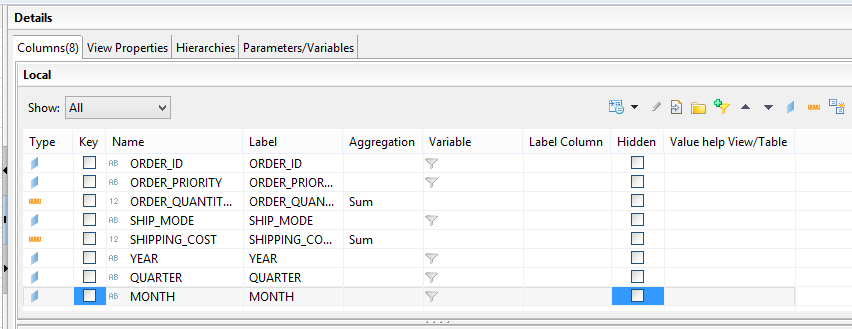 Details
Columns(8) View Properties Hierarchies Parameters/Variables
Local
Show: All
Type Key Name Label Aggregation Variable Label Column Hidden Value help View/Table
AB ORDER_ID ORDER_ID
AB ORDER_PRIORITY ORDER_PRIOR...
12 ORDER_QUANTIT... ORDER_QUAN... Sum
AB SHIP_MODE SHIP_MODE
12 SHIPPING_COST SHIPPING_CO... Sum
AB YEAR YEAR
AB QUARTER QUARTER
AB MONTH MONTH